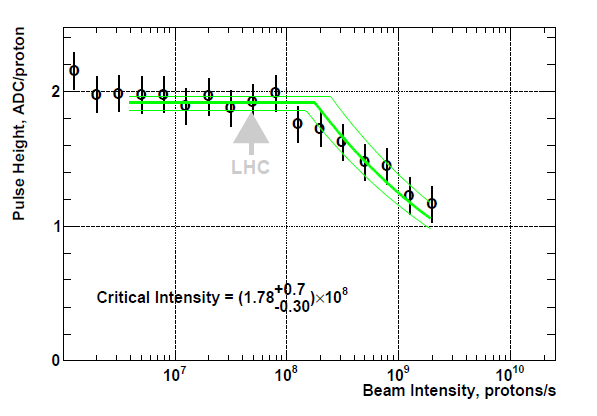 Pulse Height, ADC/proton
2
1
0
LHC
Critical Intensity = (1.78+0.7-0.30)×10⁸
10⁷
10⁸
10⁹
10¹⁰
Beam Intensity, protons/s